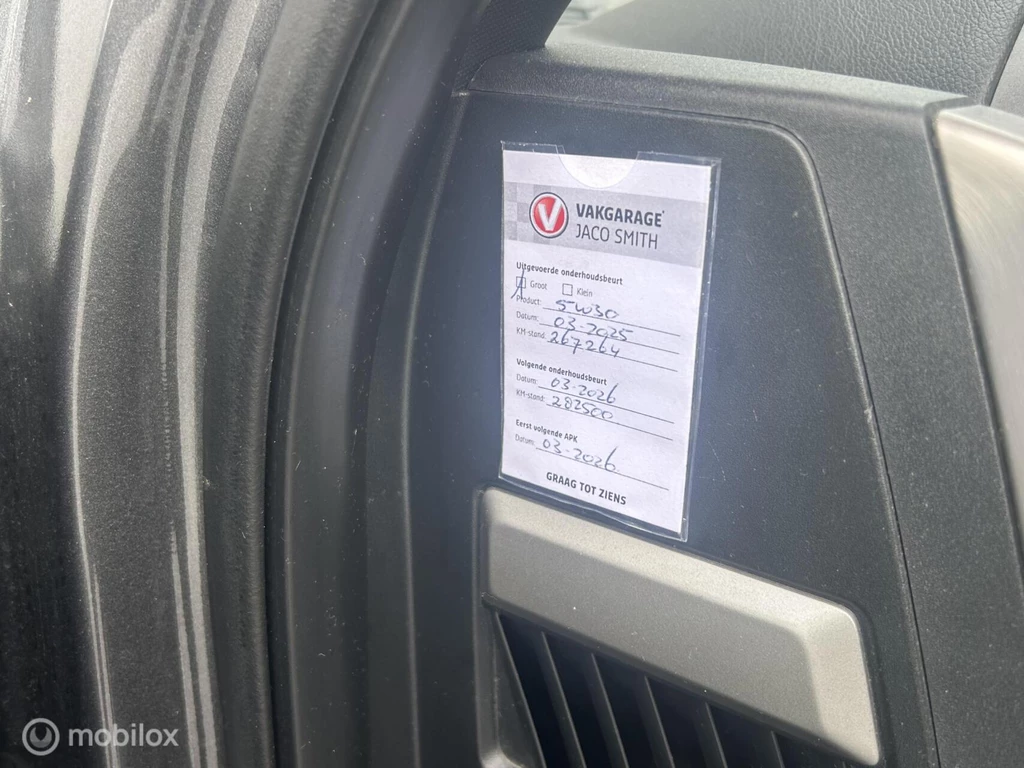 VAKGARAGE
JACO SMITH
Uitgevoerde onderhoudsbeurt
Groot Klein
Product: 5W30
Datum: 03-2025
KM-stand: 267264
Volgende onderhoudsbeurt
Datum: 03-2026
KM-stand: 282500
Eerst volgende APK
Datum: 03-2026
GRAAG TOT ZIENS
mobilox